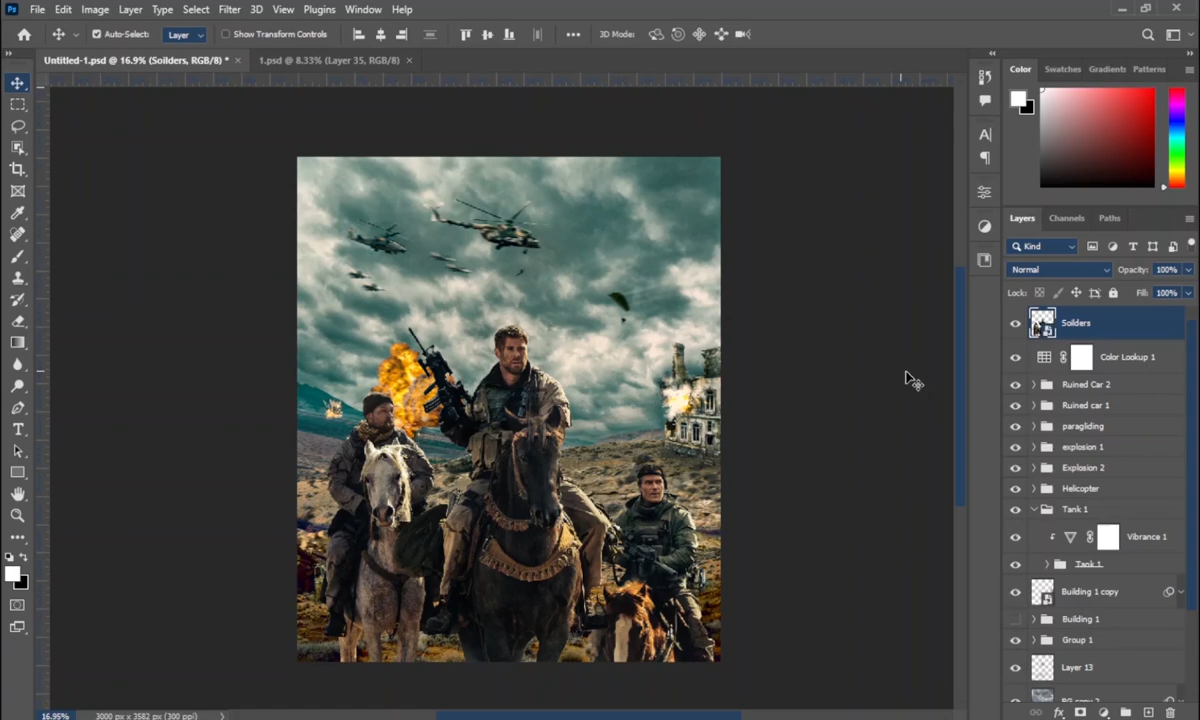 Ps File Edit Image Layer Type Select Filter 3D View Plugins Window Help
Auto-Select: Layer Show Transform Controls 3D Mode:
Untitled-1.psd @ 16.9% (Soilders, RGB/8) * × 1.psd @ 8.33% (Layer 35, RGB/8) ×
Color Swatches Gradients Patterns
Layers Channels Paths
Kind
Normal Opacity: 100%
Lock: Fill: 100%
Soilders
Color Lookup 1
Ruined Car 2
Ruined car 1
paragliding
explosion 1
Explosion 2
Helicopter
Tank 1
Vibrance 1
Tank 1
Building 1 copy
Building 1
Group 1
Layer 13
BG copy 2
16.95% 3000 px x 3582 px (300 ppi)